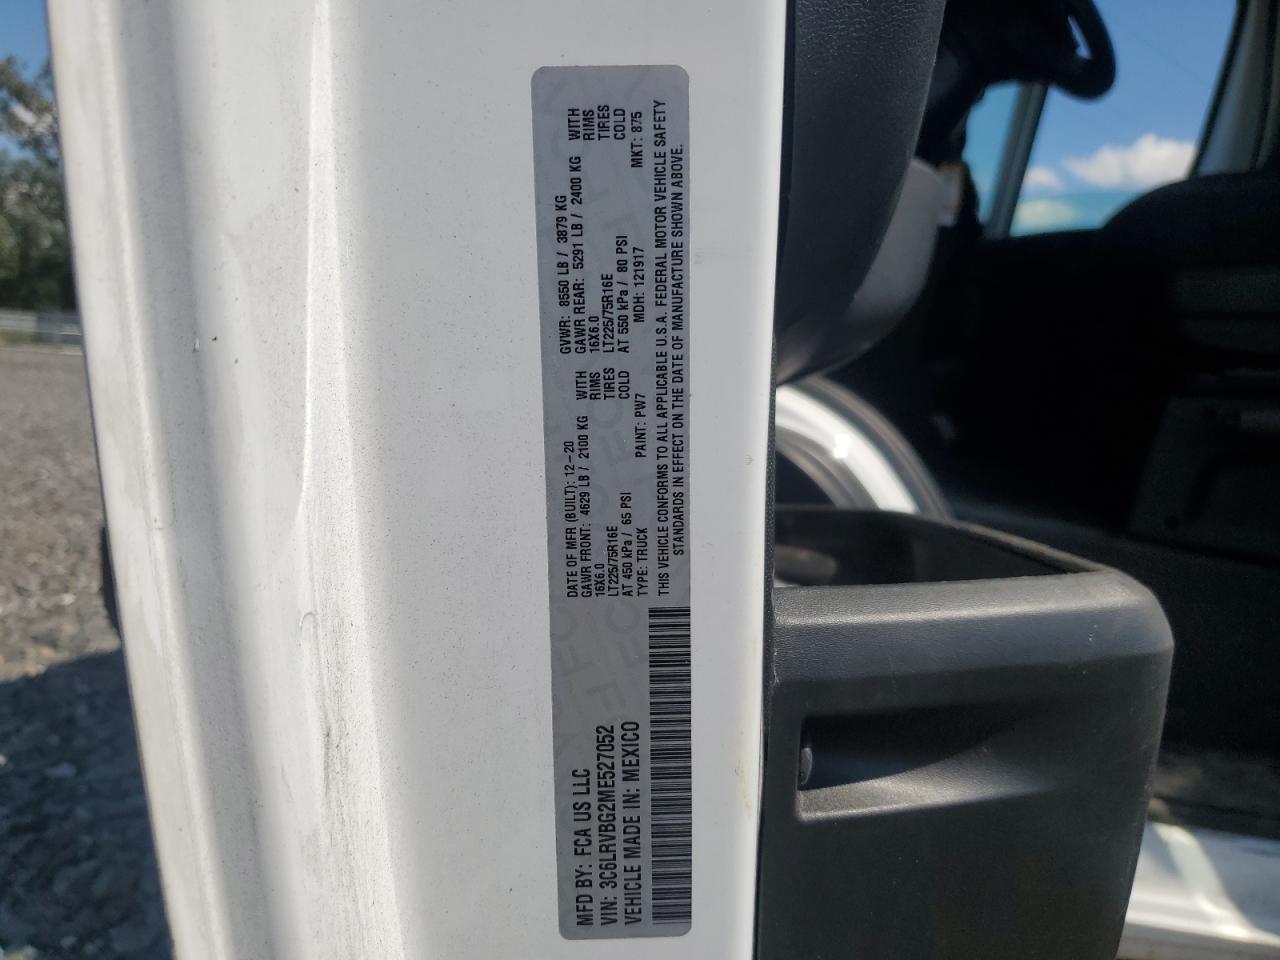 MFD BY: FCA US LLC
VIN: 3C6LRVBG2ME527052
VEHICLE MADE IN: MEXICO
DATE OF MFR (BUILT): 12-20 GVWR: 8550 LB / 3879 KG
GAWR FRONT: 4629 LB / 2100 KG WITH GAWR REAR: 5291 LB / 2400 KG WITH
16X6.0 RIMS 16X6.0 RIMS
LT225/75R16E TIRES LT225/75R16E TIRES
AT 450 kPa / 65 PSI COLD AT 550 kPa / 80 PSI COLD
TYPE: TRUCK PAINT: PW7 MDH: 121917 MKT: 875
THIS VEHICLE CONFORMS TO ALL APPLICABLE U.S.A. FEDERAL MOTOR VEHICLE SAFETY
STANDARDS IN EFFECT ON THE DATE OF MANUFACTURE SHOWN ABOVE.